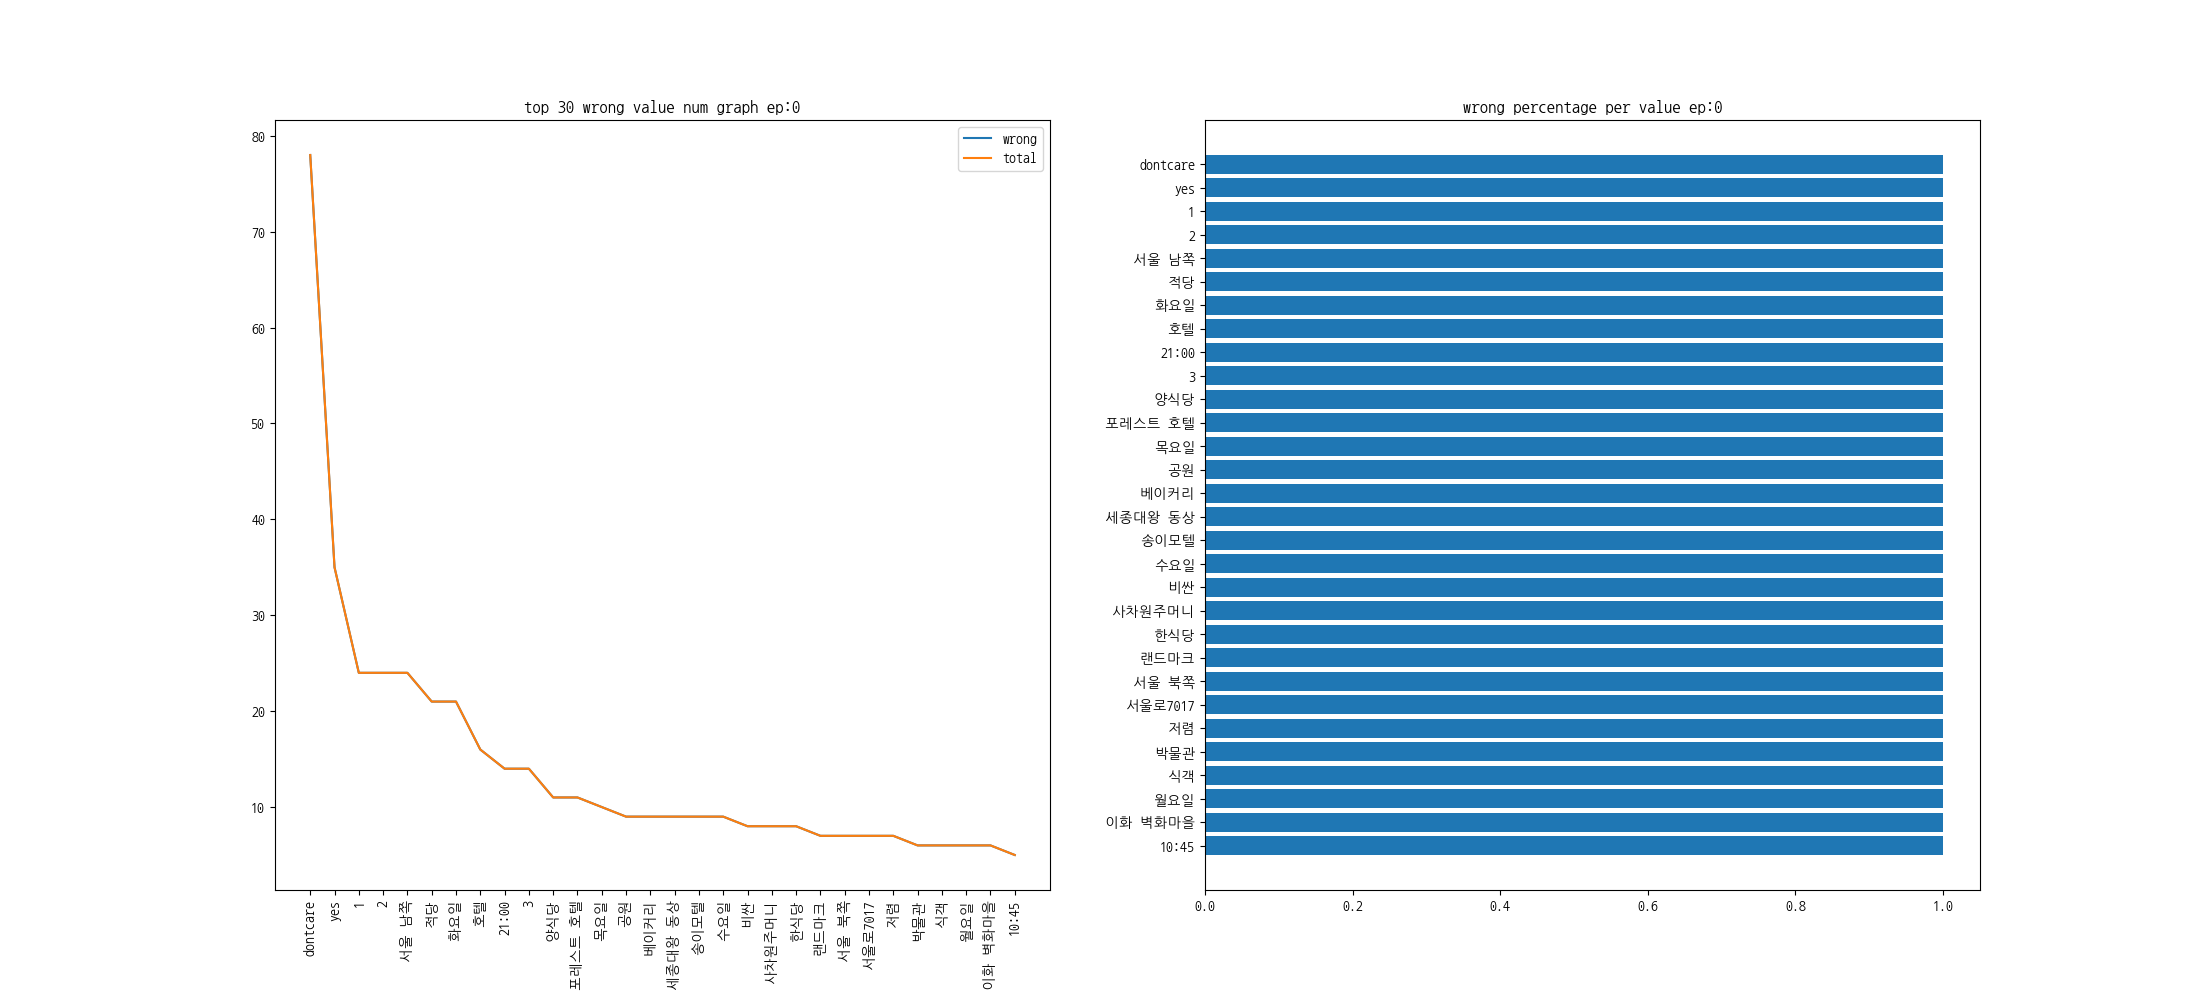 top 30 wrong value num graph ep:0
80
70
60
50
40
30
20
10
wrong
total
dontcare
yes
1
2
서울 남쪽
적당
화요일
호텔
21:00
3
양식당
포레스트 호텔
목요일
공원
베이커리
세종대왕 동상
송이모텔
수요일
비싼
사차원주머니
한식당
랜드마크
서울 북쪽
서울로7017
저렴
박물관
식객
월요일
이화 벽화마을
10:45
wrong percentage per value ep:0
dontcare
yes
1
2
서울 남쪽
적당
화요일
호텔
21:00
3
양식당
포레스트 호텔
목요일
공원
베이커리
세종대왕 동상
송이모텔
수요일
비싼
사차원주머니
한식당
랜드마크
서울 북쪽
서울로7017
저렴
박물관
식객
월요일
이화 벽화마을
10:45
0.0
0.2
0.4
0.6
0.8
1.0